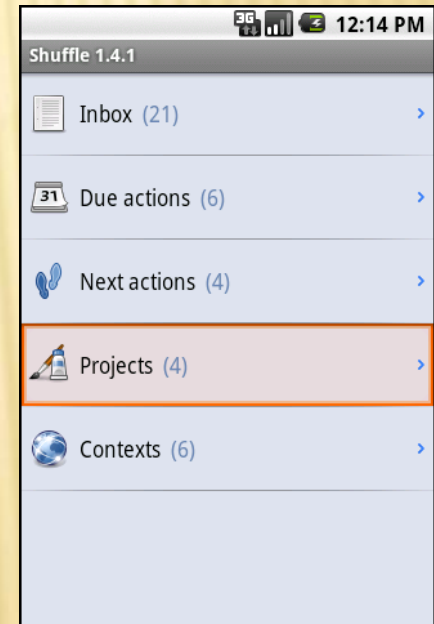 3G 12:14 PM
Shuffle 1.4.1
Inbox (21)
31 Due actions (6)
Next actions (4)
Projects (4)
Contexts (6)